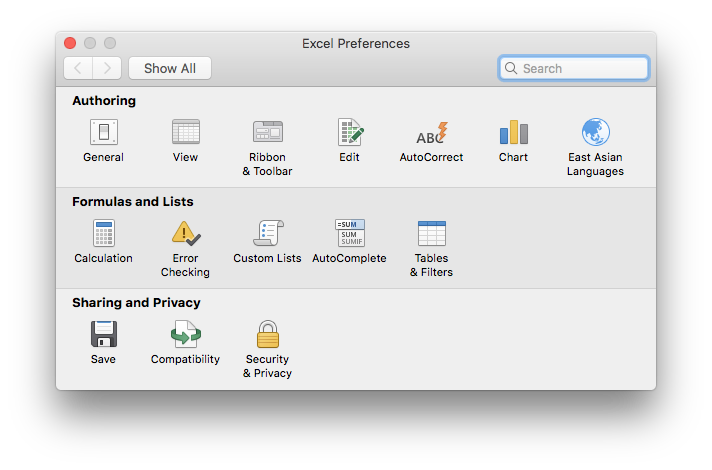 Excel Preferences
Show All
Search
Authoring
General
View
Ribbon
& Toolbar
Edit
ABC
AutoCorrect
Chart
East Asian
Languages
Formulas and Lists
Calculation
Error
Checking
Custom Lists
=SUM
SUM
SUMIF
AutoComplete
Tables
& Filters
Sharing and Privacy
Save
Compatibility
Security
& Privacy